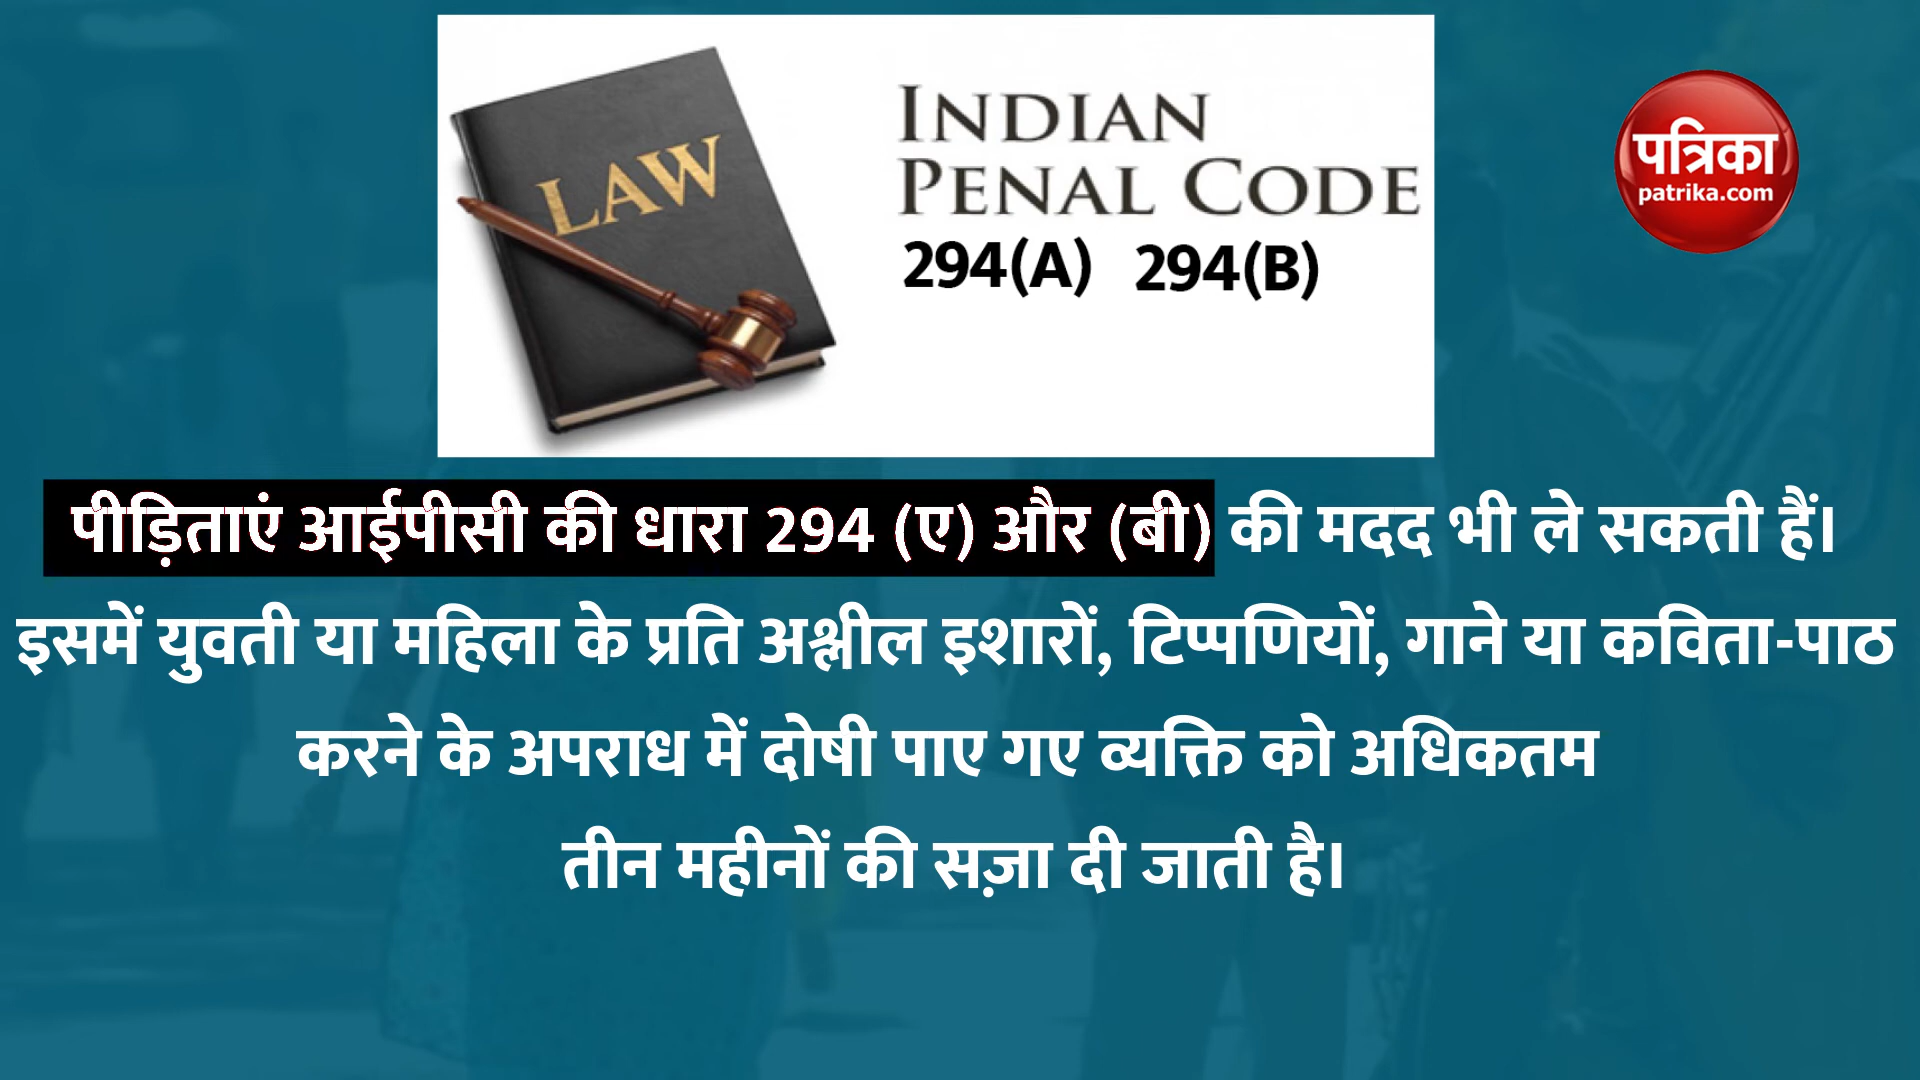 LAW
INDIAN
PENAL CODE
294(A) 294(B)
पत्रिका
patrika.com
पीड़िताएं आईपीसी की धारा 294 (ए) और (बी) की मदद भी ले सकती हैं।
इसमें युवती या महिला के प्रति अश्लील इशारों, टिप्पणियों, गाने या कविता-पाठ
करने के अपराध में दोषी पाए गए व्यक्ति को अधिकतम
तीन महीनों की सज़ा दी जाती है।